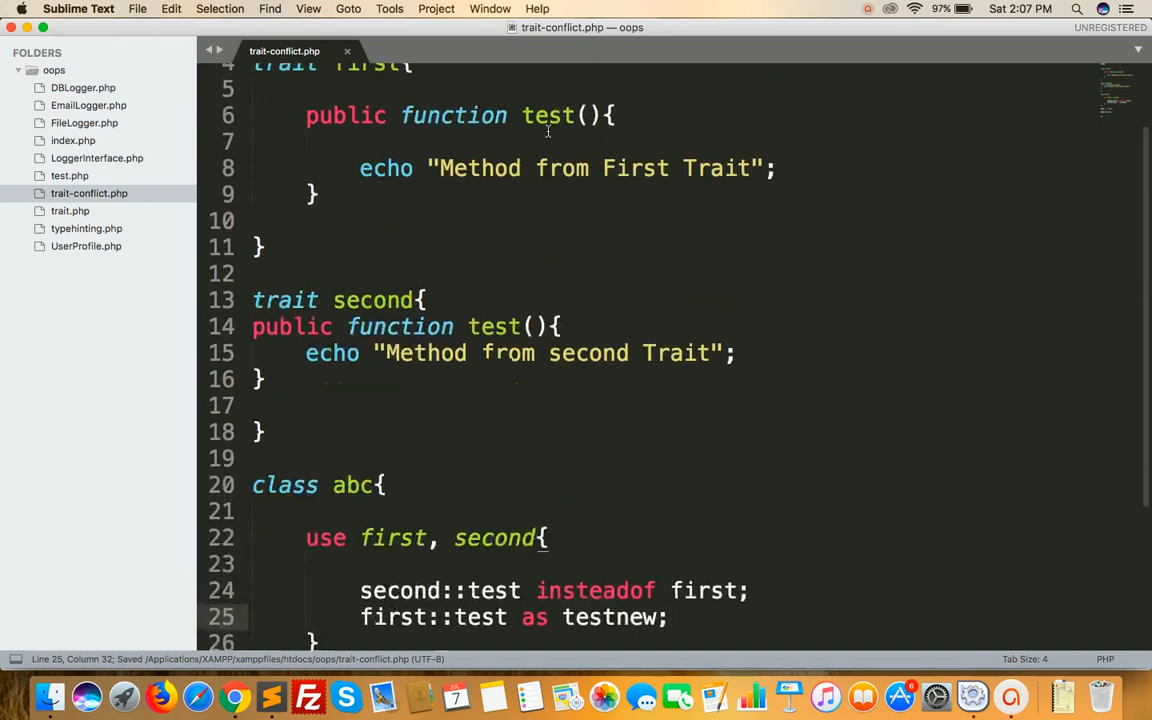 Sublime Text File Edit Selection Find View Goto Tools Project Window Help 97% Sat 2:07 PM
trait-conflict.php — oops UNREGISTERED
FOLDERS
oops
DBLogger.php
EmailLogger.php
FileLogger.php
index.php
LoggerInterface.php
test.php
trait-conflict.php
trait.php
typehinting.php
UserProfile.php
trait-conflict.php ×
4 trait first{
5
6 public function test(){
7
8 echo "Method from First Trait";
9 }
10
11 }
12
13 trait second{
14 public function test(){
15 echo "Method from second Trait";
16 }
17
18 }
19
20 class abc{
21
22 use first, second{
23
24 second::test insteadof first;
25 first::test as testnew;
26 }
Line 25, Column 32; Saved /Applications/XAMPP/xamppfiles/htdocs/oops/trait-conflict.php (UTF-8) Tab Size: 4 PHP
JUL
7
6